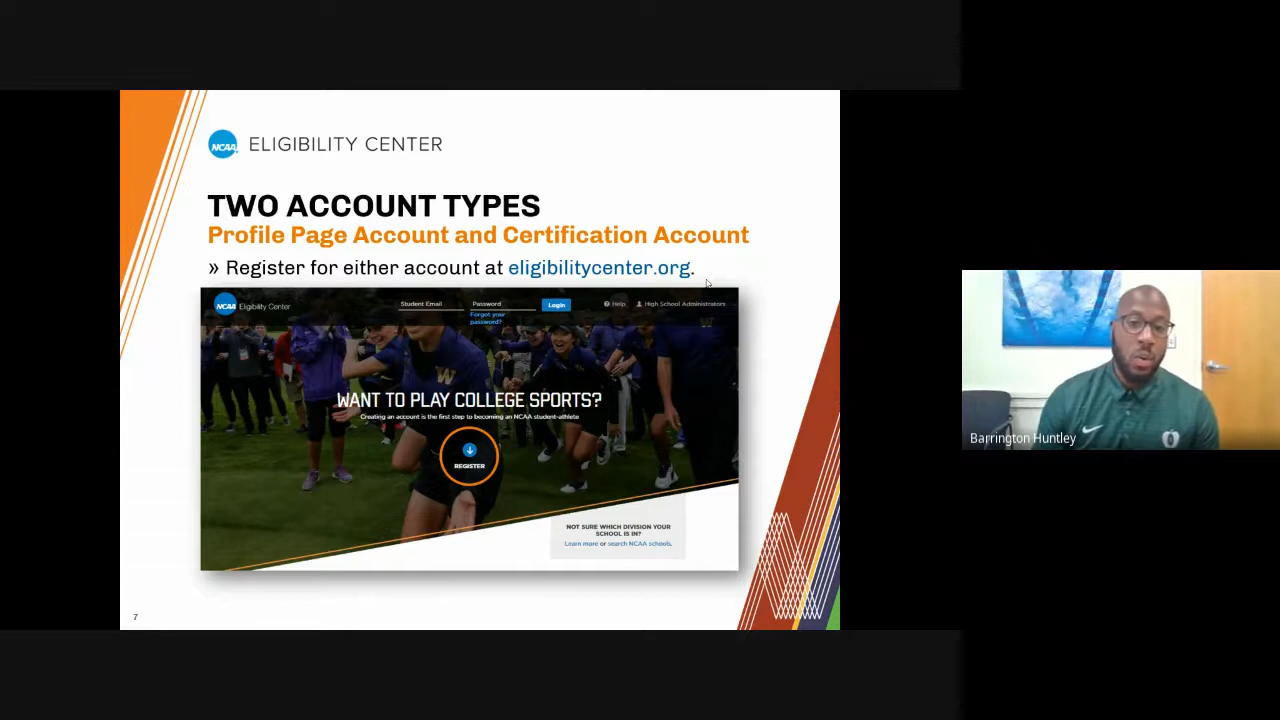 NCAA
ELIGIBILITY CENTER
TWO ACCOUNT TYPES
Profile Page Account and Certification Account
» Register for either account at eligibilitycenter.org.
NCAA Eligibility Center
Student Email
Password
Login
Help
High School Administrators
Forgot your
password?
W
WANT TO PLAY COLLEGE SPORTS?
Creating an account is the first step to becoming an NCAA student-athlete
REGISTER
NOT SURE WHICH DIVISION YOUR
SCHOOL IS IN?
Learn more or search NCAA schools.
7
Barrington Huntley